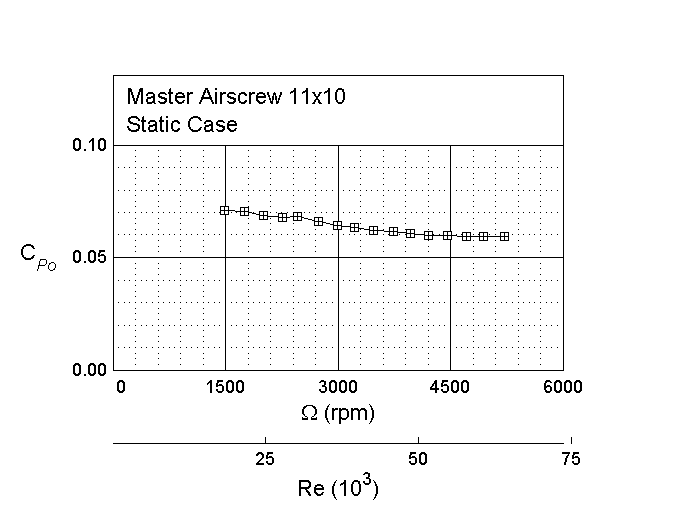 Master Airscrew 11x10
Static Case
0.10
C_Po
0.05
0.00
0 1500 3000 4500 6000
Ω (rpm)
25 50 75
Re (10³)